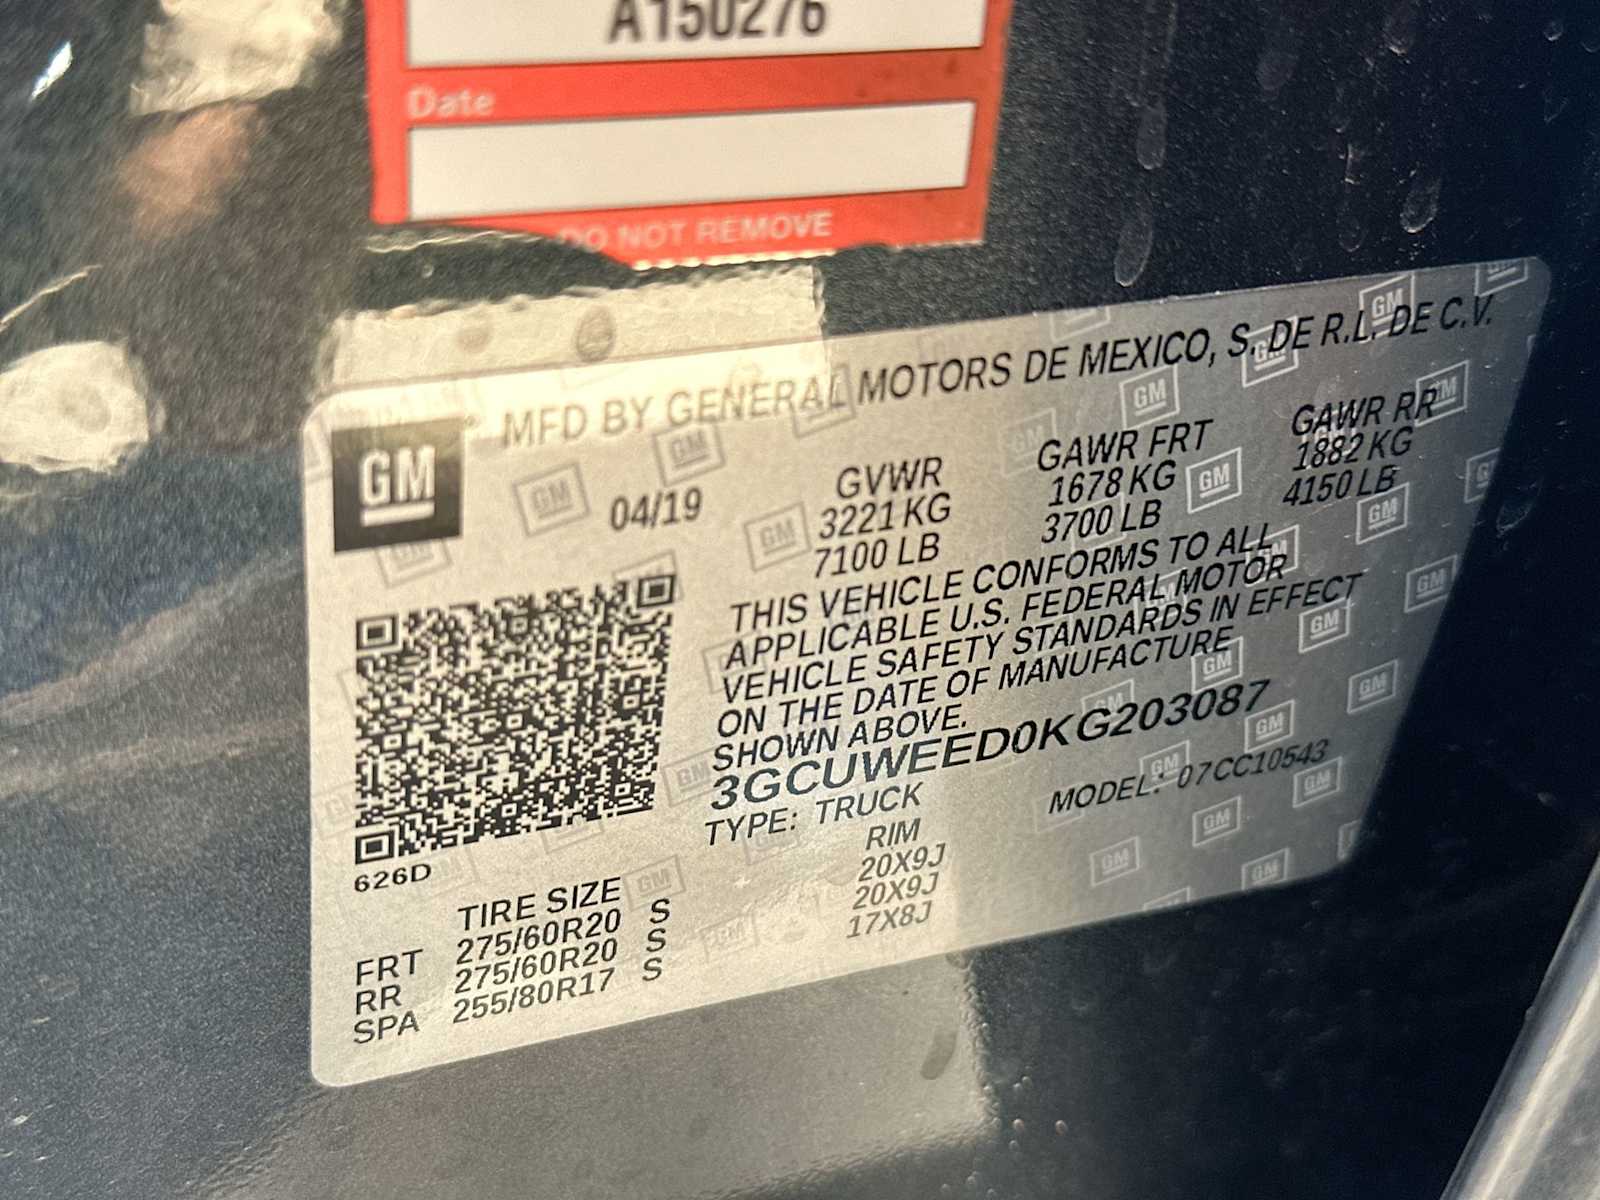 A150276
Date
DO NOT REMOVE
MFD BY GENERAL MOTORS DE MEXICO, S. DE R.L. DE C.V.
GM
04/19
GVWR
3221 KG
7100 LB
GAWR FRT
1678 KG
3700 LB
GAWR RR
1882 KG
4150 LB
THIS VEHICLE CONFORMS TO ALL
APPLICABLE U.S. FEDERAL MOTOR
VEHICLE SAFETY STANDARDS IN EFFECT
ON THE DATE OF MANUFACTURE
SHOWN ABOVE.
3GCUWEED0KG203087
TYPE: TRUCK MODEL: 07CC10543
626D
TIRE SIZE RIM
FRT 275/60R20 S 20X9J
RR 275/60R20 S 20X9J
SPA 255/80R17 S 17X8J